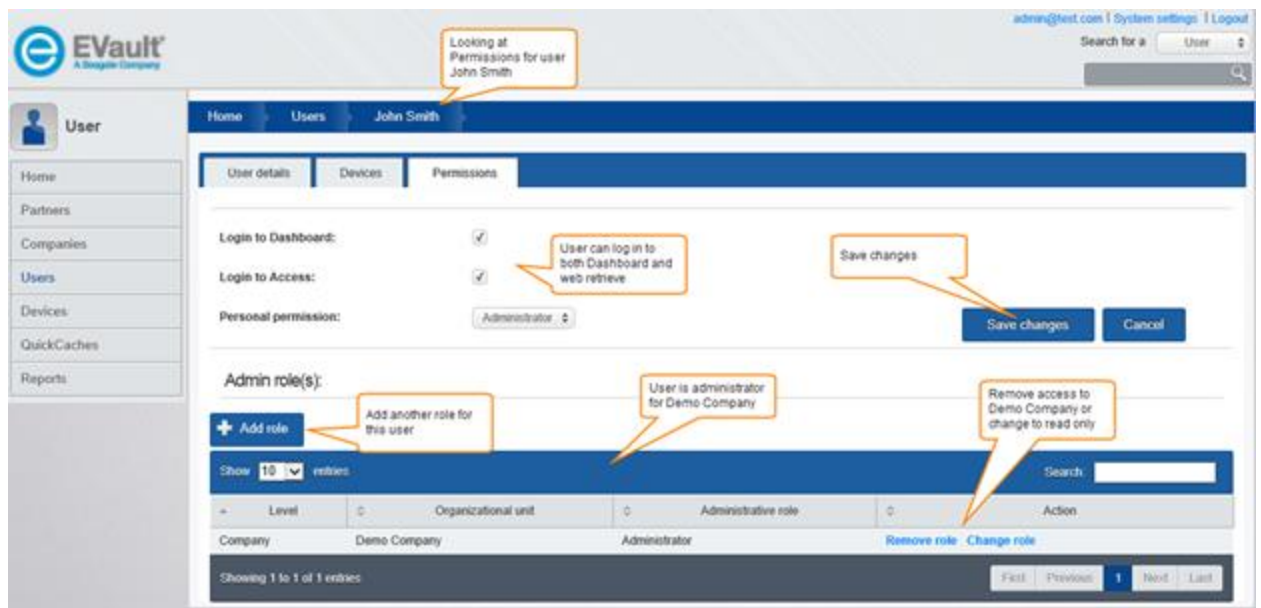 admin@test.com | System settings | Logout
EVault
A Seagate Company
Looking at
Permissions for user
John Smith
Search for a User
User
Home Users John Smith
User details Devices Permissions
Home
Partners
Companies
Users
Devices
QuickCaches
Reports
Login to Dashboard:
Login to Access:
Personal permission: Administrator
User can log in to
both Dashboard and
web retrieve
Save changes
Save changes Cancel
Admin role(s):
Add role
Add another role for
this user
User is administrator
for Demo Company
Remove access to
Demo Company or
change to read only
Show 10 entries
Search:
Level Organizational unit Administrative role Action
Company Demo Company Administrator Remove role Change role
Showing 1 to 1 of 1 entries
First Previous 1 Next Last